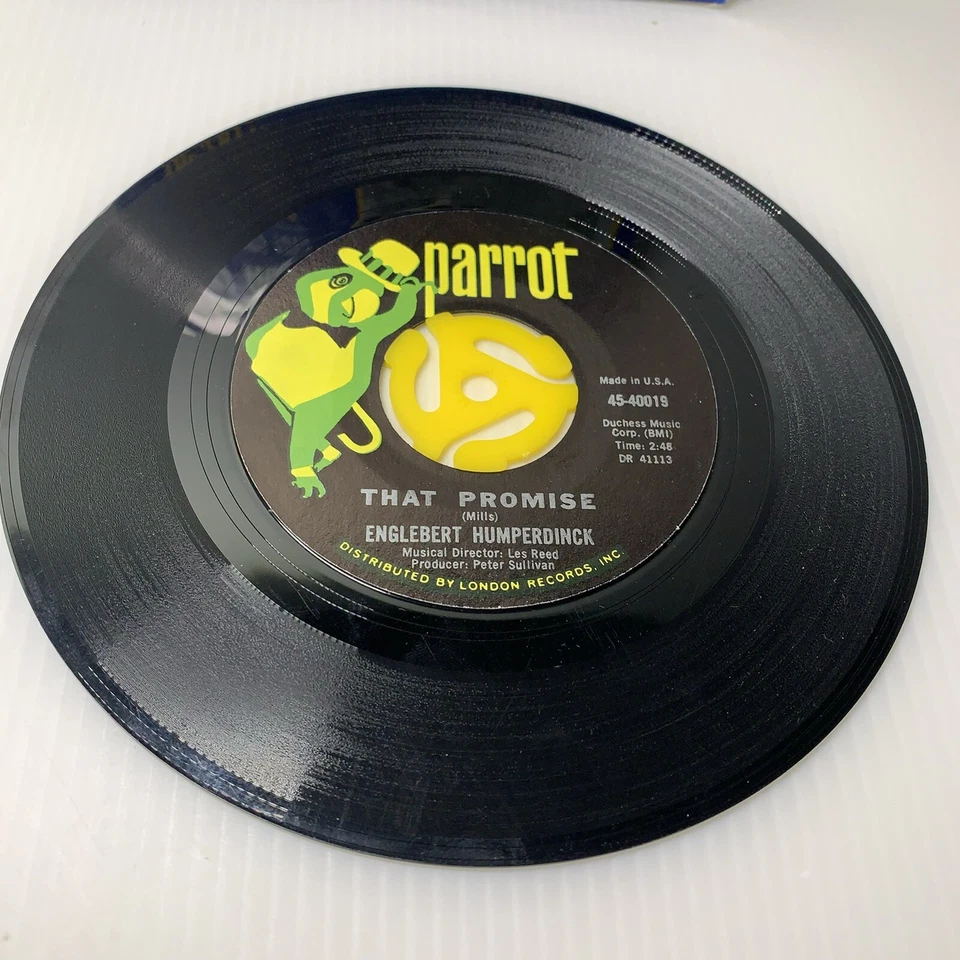 parrot
Made in U.S.A.
45-40019
Duchess Music
Corp. (BMI)
Time: 2:48
DR 41113
THAT PROMISE
(Mills)
ENGLEBERT HUMPERDINCK
Musical Director: Les Reed
Producer: Peter Sullivan
DISTRIBUTED BY LONDON RECORDS, INC.